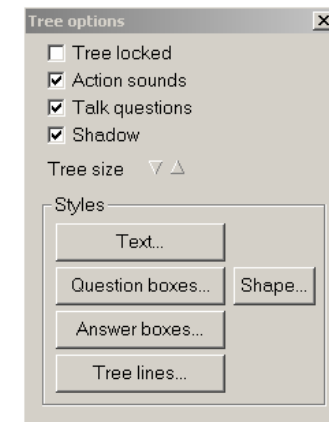 Tree options
Tree locked
Action sounds
Talk questions
Shadow
Tree size
Styles
Text...
Question boxes... Shape...
Answer boxes...
Tree lines...